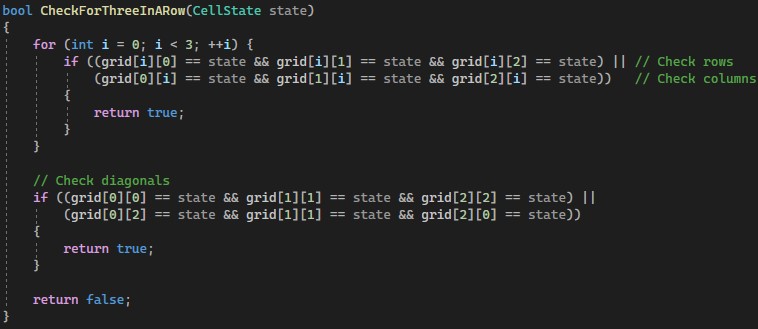 bool CheckForThreeInARow(CellState state)
{
    for (int i = 0; i < 3; ++i) {
        if ((grid[i][0] == state && grid[i][1] == state && grid[i][2] == state) || // Check rows
            (grid[0][i] == state && grid[1][i] == state && grid[2][i] == state))   // Check columns
        {
            return true;
        }
    }

    // Check diagonals
    if ((grid[0][0] == state && grid[1][1] == state && grid[2][2] == state) ||
        (grid[0][2] == state && grid[1][1] == state && grid[2][0] == state))
    {
        return true;
    }

    return false;
}